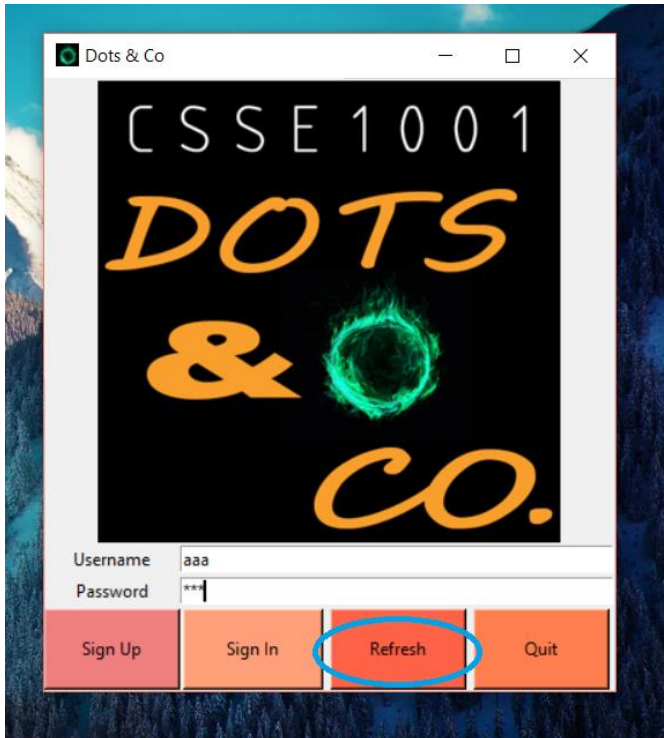 Dots & Co
CSSE1001
DOTS
&
CO.
Username aaa
Password ***
Sign Up Sign In Refresh Quit